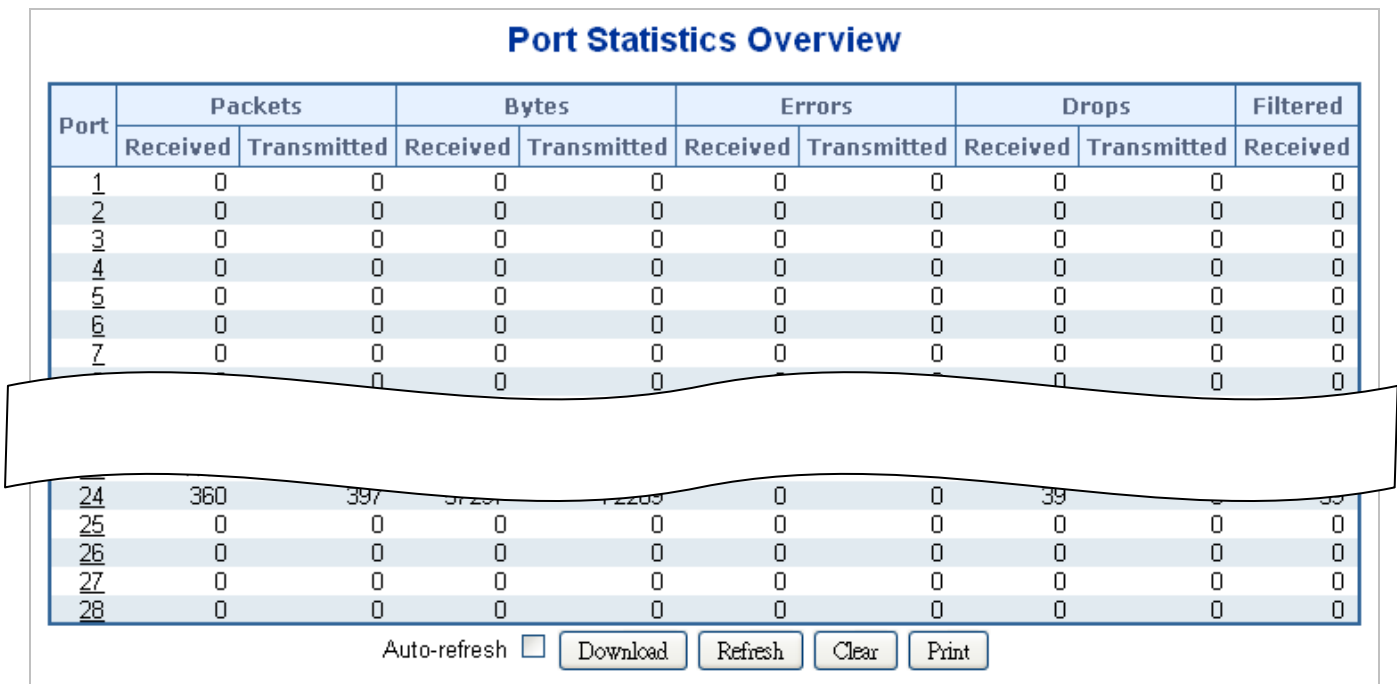 Port Statistics Overview
Port Packets Bytes Errors Drops Filtered
Received Transmitted Received Transmitted Received Transmitted Received Transmitted Received
1 0 0 0 0 0 0 0 0 0
2 0 0 0 0 0 0 0 0 0
3 0 0 0 0 0 0 0 0 0
4 0 0 0 0 0 0 0 0 0
5 0 0 0 0 0 0 0 0 0
6 0 0 0 0 0 0 0 0 0
7 0 0 0 0 0 0 0 0 0
0 0 0 0 0 0 0
24 360 397 0 0 39
25 0 0 0 0 0 0 0 0 0
26 0 0 0 0 0 0 0 0 0
27 0 0 0 0 0 0 0 0 0
28 0 0 0 0 0 0 0 0 0
Auto-refresh Download Refresh Clear Print